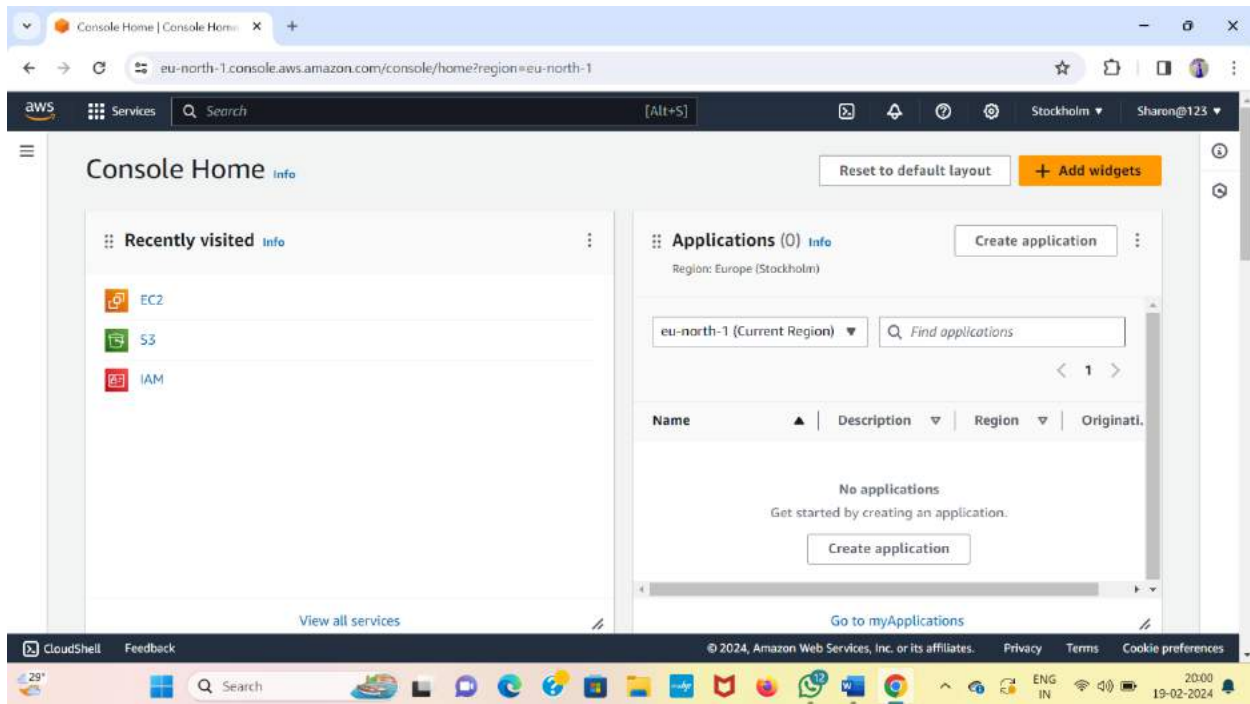 Console Home | Console Home
eu-north-1.console.aws.amazon.com/console/home?region=eu-north-1
aws Services Search [Alt+S] Stockholm Sharon@123
Console Home Info
Reset to default layout
+ Add widgets
Recently visited Info
EC2
S3
IAM
View all services
Applications (0) Info
Create application
Region: Europe (Stockholm)
eu-north-1 (Current Region)
Find applications
1
Name Description Region Originati.
No applications
Get started by creating an application.
Create application
Go to myApplications
CloudShell Feedback © 2024, Amazon Web Services, Inc. or its affiliates. Privacy Terms Cookie preferences
29°
Search
12
ENG
IN
20:00
19-02-2024